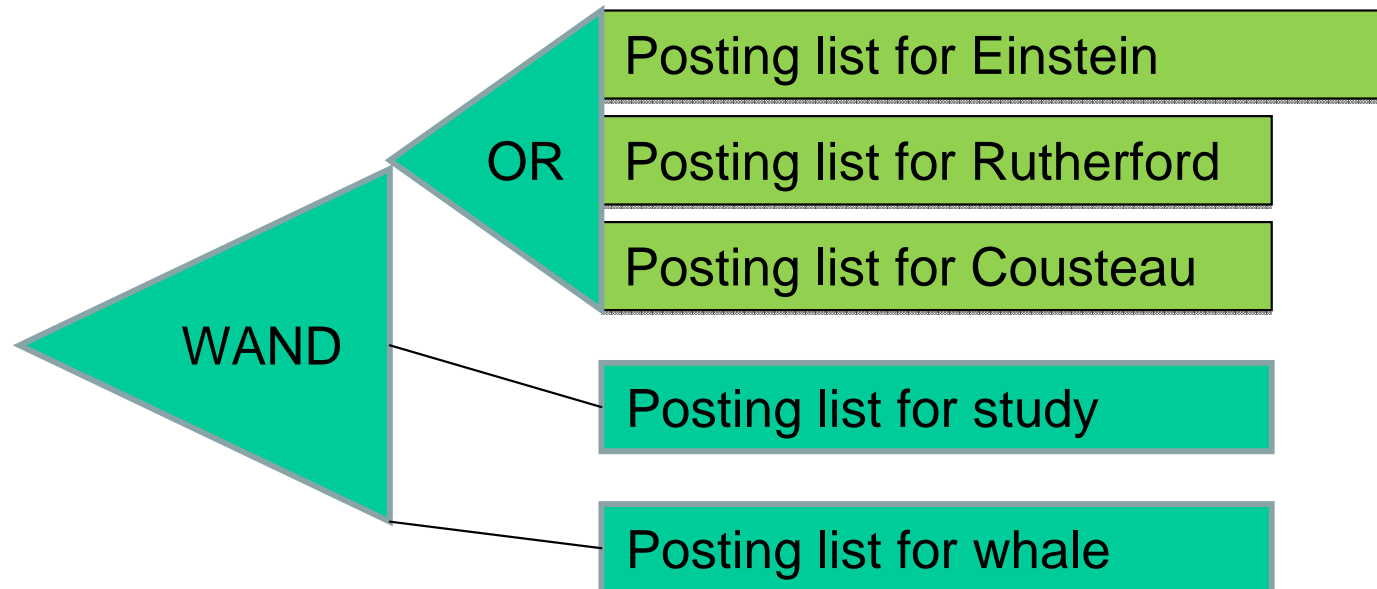 Posting list for Einstein
OR
Posting list for Rutherford
Posting list for Cousteau
WAND
Posting list for study
Posting list for whale